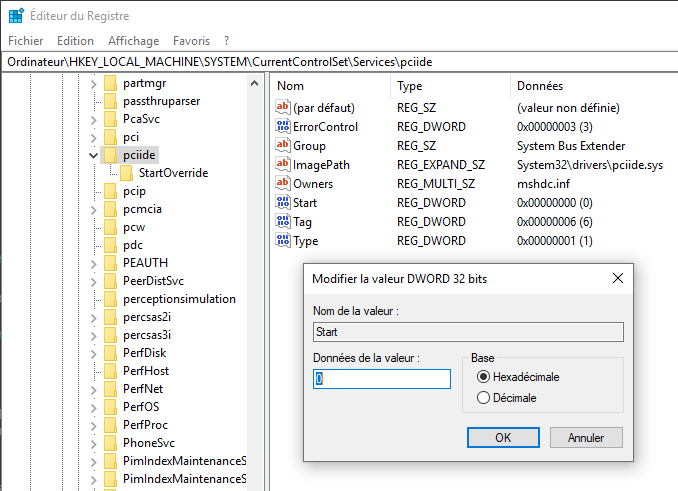 Éditeur du Registre
Fichier Edition Affichage Favoris ?
Ordinateur\HKEY_LOCAL_MACHINE\SYSTEM\CurrentControlSet\Services\pciide
partmgr
passthruparser
PcaSvc
pci
pciide
StartOverride
pcip
pcmcia
pcw
pdc
PEAUTH
PeerDistSvc
perceptionsimulation
percsas2i
percsas3i
PerfDisk
PerfHost
PerfNet
PerfOS
PerfProc
PhoneSvc
PimIndexMaintenanceS
PimIndexMaintenanceS
Nom Type Données
(par défaut) REG_SZ (valeur non définie)
ErrorControl REG_DWORD 0x00000003 (3)
Group REG_SZ System Bus Extender
ImagePath REG_EXPAND_SZ System32\drivers\pciide.sys
Owners REG_MULTI_SZ mshdc.inf
Start REG_DWORD 0x00000000 (0)
Tag REG_DWORD 0x00000006 (6)
Type REG_DWORD 0x00000001 (1)
Modifier la valeur DWORD 32 bits
Nom de la valeur :
Start
Données de la valeur :
0
Base
Hexadécimale
Décimale
OK Annuler